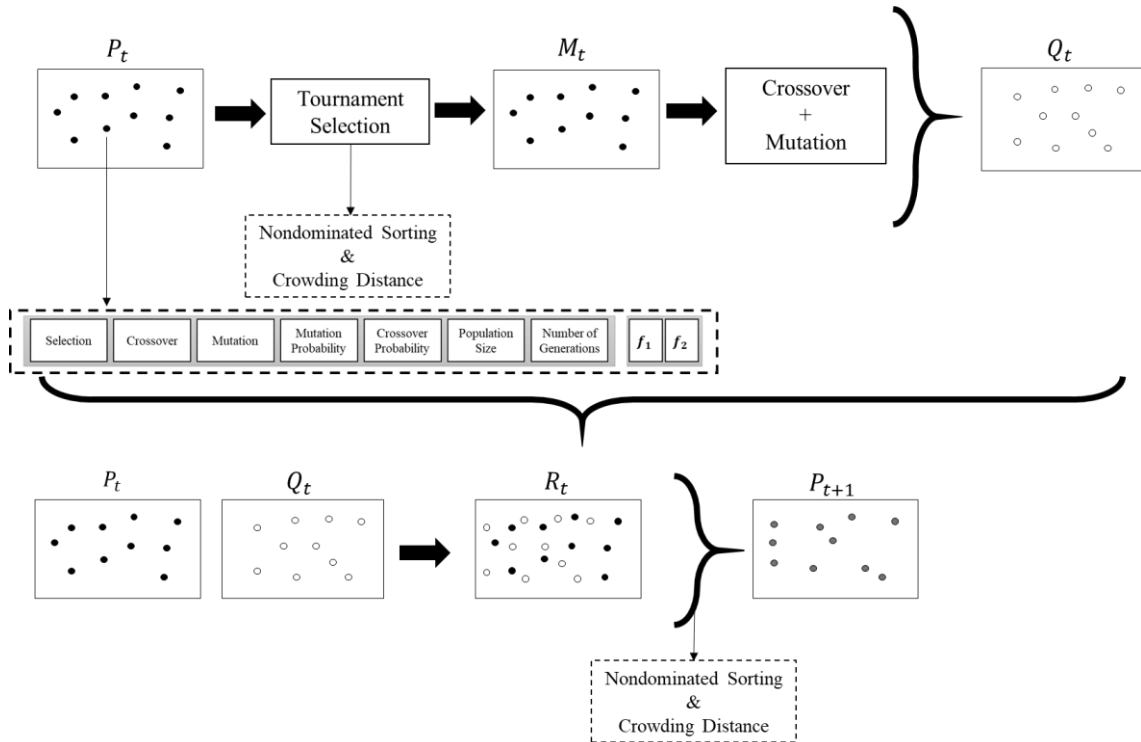 P_t
M_t
Q_t
Tournament
Selection
Crossover
+
Mutation
Nondominated Sorting
&
Crowding Distance
Selection
Crossover
Mutation
Mutation
Probability
Crossover
Probability
Population
Size
Number of
Generations
f_1
f_2
P_t
Q_t
R_t
P_{t+1}
Nondominated Sorting
&
Crowding Distance